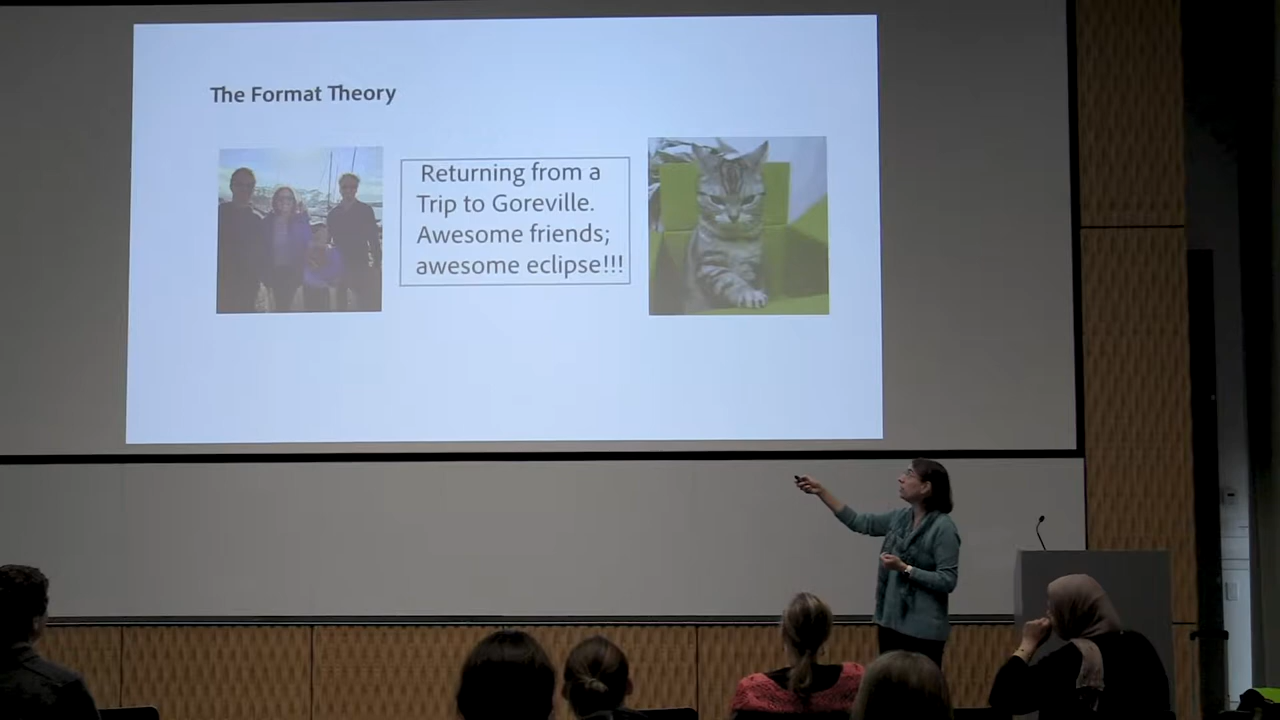 The Format Theory
Returning from a
Trip to Goreville.
Awesome friends;
awesome eclipse!!!